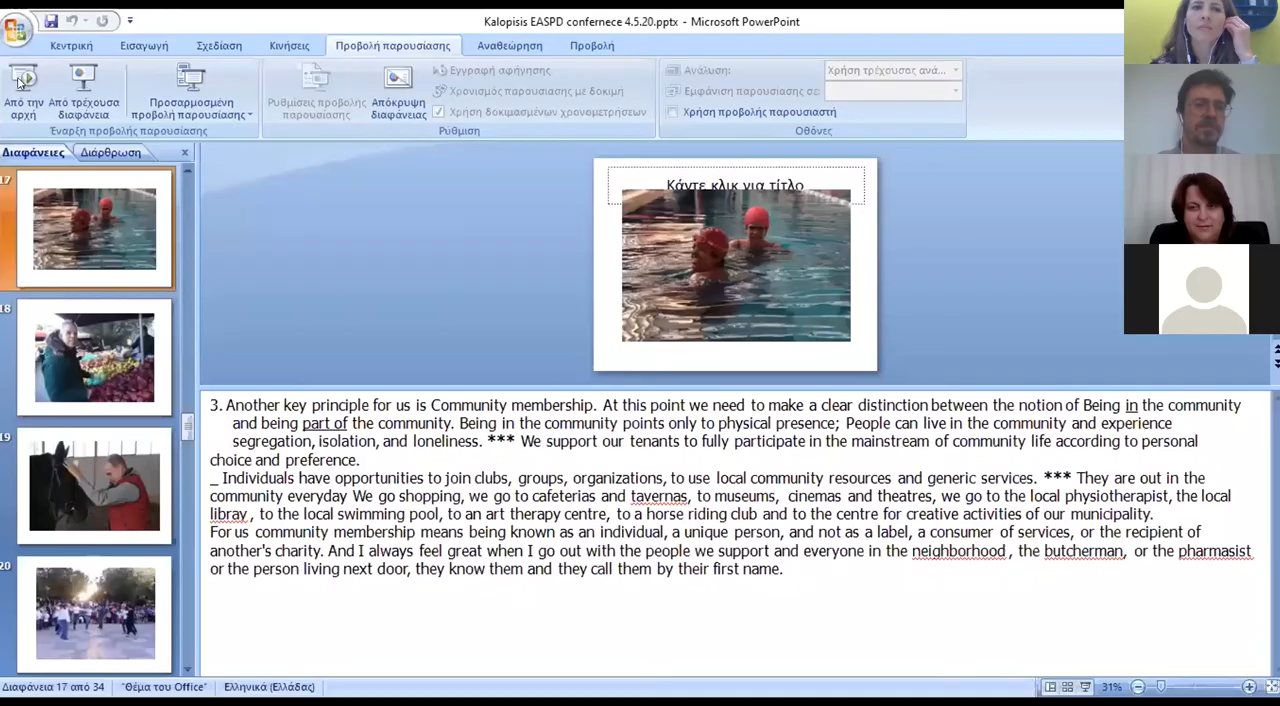 Kalopisis EASPD confernece 4.5.20.pptx - Microsoft PowerPoint
Κεντρική Εισαγωγή Σχεδίαση Κινήσεις Προβολή παρουσίασης Αναθεώρηση Προβολή
Από την αρχή
Από τρέχουσα διαφάνεια
Προσαρμοσμένη προβολή παρουσίασης
Έναρξη προβολής παρουσίασης
Ρυθμίσεις προβολής παρουσίασης
Απόκρυψη διαφάνειας
Εγγραφή αφήγησης
Χρονισμός παρουσίασης με δοκιμή
Χρήση δοκιμασμένων χρονομετρήσεων
Ρύθμιση
Ανάλυση: Χρήση τρέχουσος ανά...
Εμφάνιση παρουσίασης σε:
Χρήση προβολής παρουσιαστή
Οθόνες
Διαφάνειες Διάρθρωση x
17
18
19
20
Κάντε κλικ για τίτλο
3. Another key principle for us is Community membership. At this point we need to make a clear distinction between the notion of Being in the community
and being part of the community. Being in the community points only to physical presence; People can live in the community and experience
segregation, isolation, and loneliness. *** We support our tenants to fully participate in the mainstream of community life according to personal
choice and preference.
_ Individuals have opportunities to join clubs, groups, organizations, to use local community resources and generic services. *** They are out in the
community everyday We go shopping, we go to cafeterias and tavernas, to museums, cinemas and theatres, we go to the local physiotherapist, the local
libray , to the local swimming pool, to an art therapy centre, to a horse riding club and to the centre for creative activities of our municipality.
For us community membership means being known as an individual, a unique person, and not as a label, a consumer of services, or the recipient of
another's charity. And I always feel great when I go out with the people we support and everyone in the neighborhood , the butcherman, or the pharmasist
or the person living next door, they know them and they call them by their first name.
Διαφάνεια 17 από 34 "Θέμα του Office" Ελληνικά (Ελλάδας) 31%